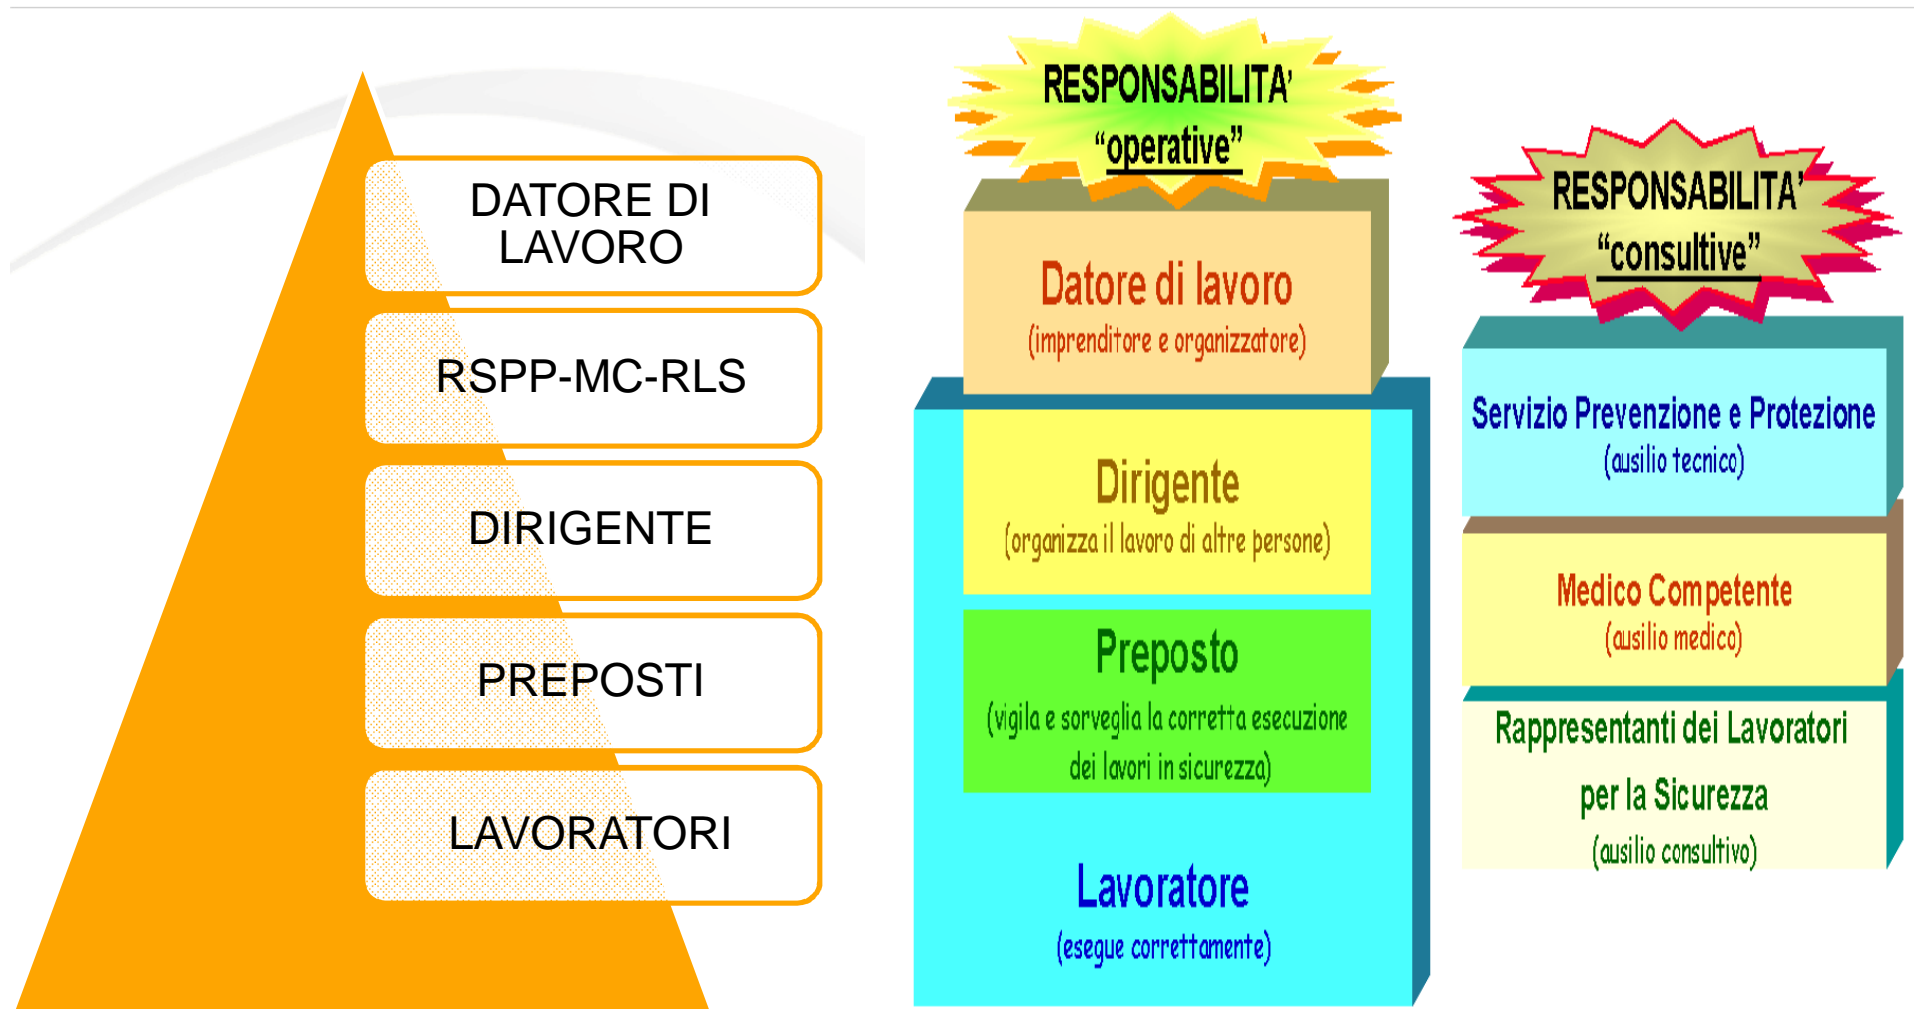 DATORE DI
LAVORO
RSPP-MC-RLS
DIRIGENTE
PREPOSTI
LAVORATORI
RESPONSABILITA'
“operative”
Datore di lavoro
(imprenditore e organizzatore)
Dirigente
(organizza il lavoro di altre persone)
Preposto
(vigila e sorveglia la corretta esecuzione
dei lavori in sicurezza)
Lavoratore
(esegue correttamente)
RESPONSABILITA'
“consultive”
Servizio Prevenzione e Protezione
(ausilio tecnico)
Medico Competente
(ausilio medico)
Rappresentanti dei Lavoratori
per la Sicurezza
(ausilio consultivo)